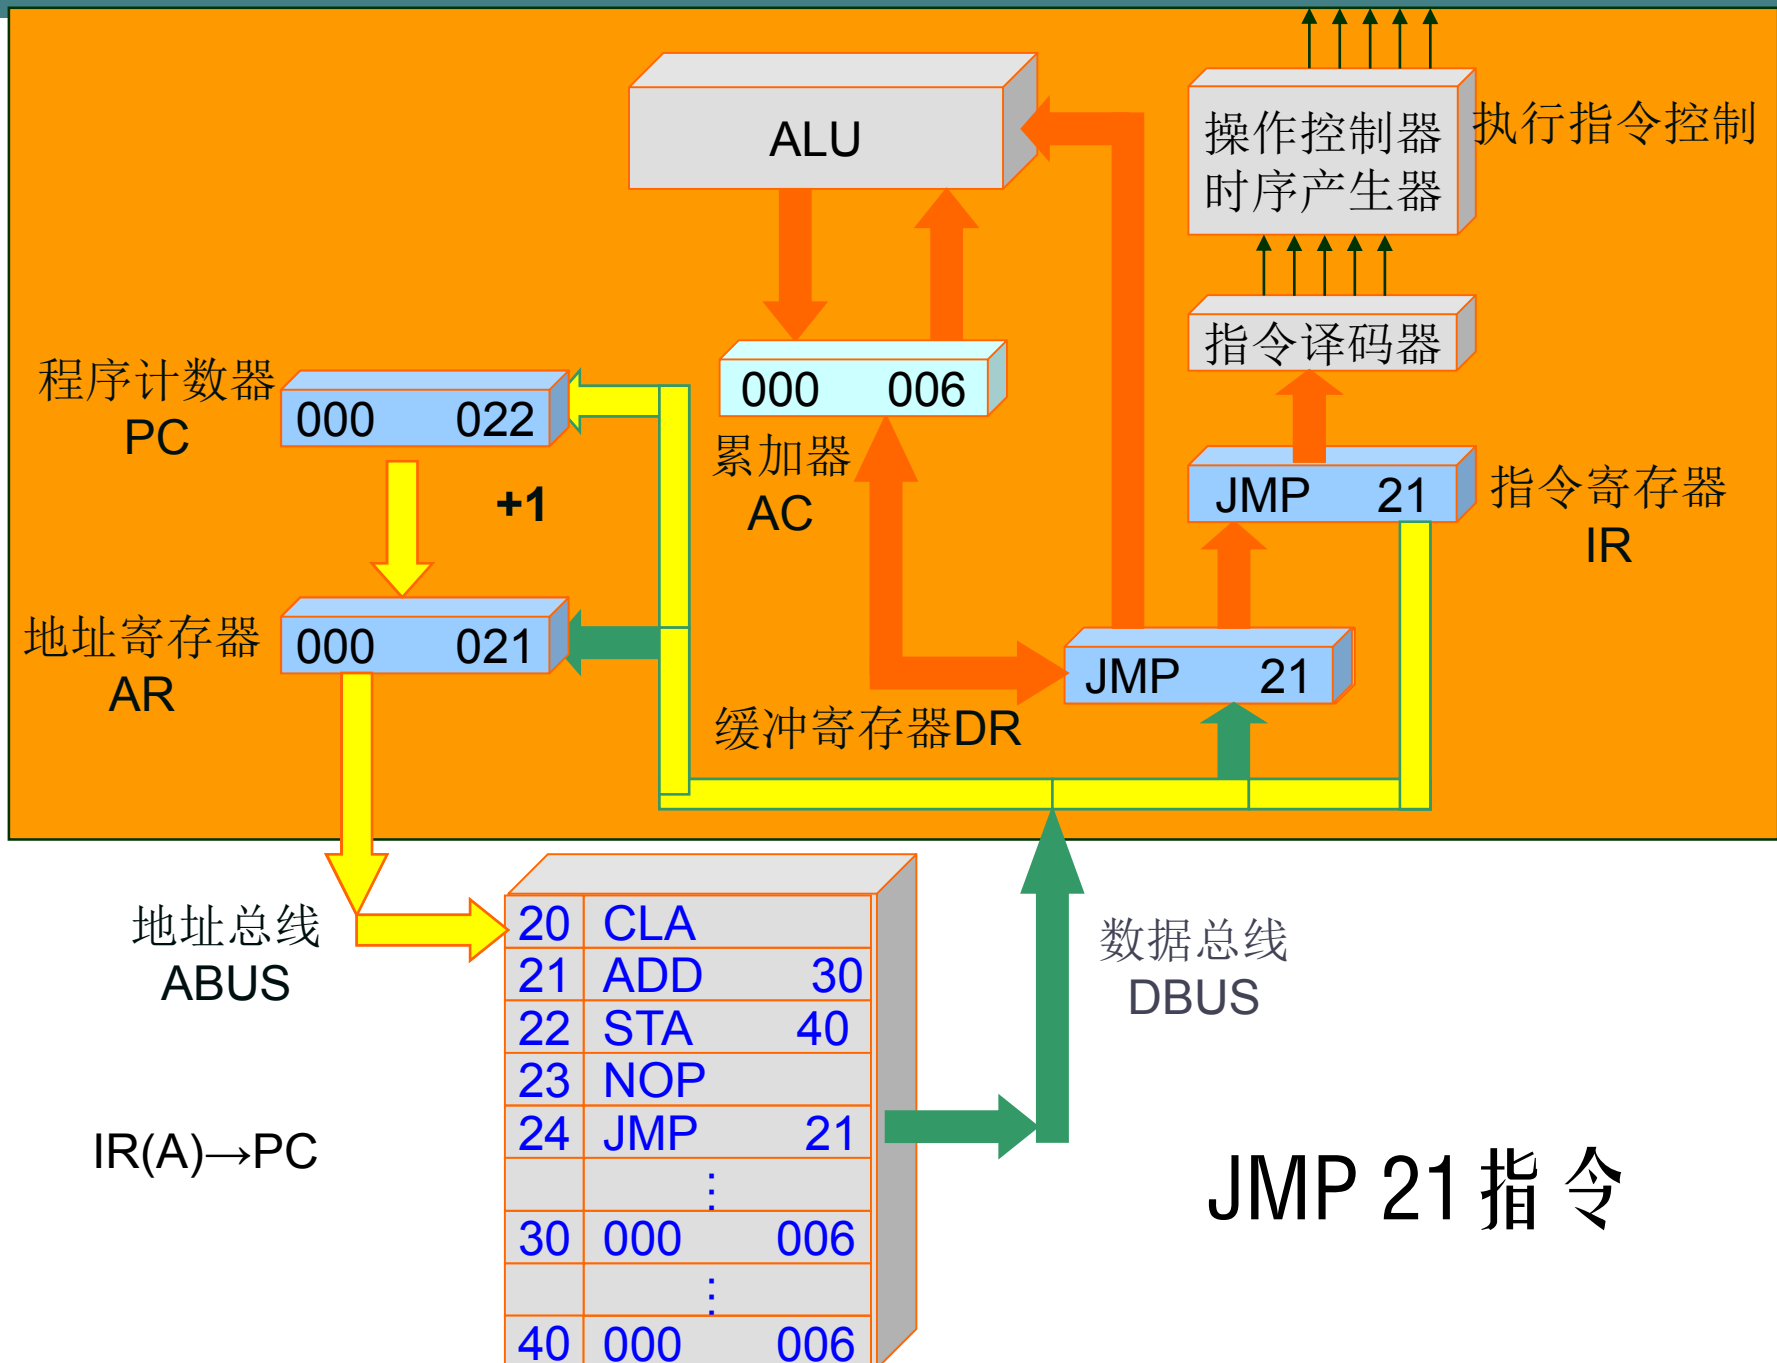 ALU
操作控制器
时序产生器
执行指令控制
指令译码器
程序计数器
PC
000 022
+1
000 006
累加器
AC
JMP 21
指令寄存器
IR
地址寄存器
AR
000 021
JMP 21
缓冲寄存器DR
地址总线
ABUS
20 CLA
21 ADD 30
22 STA 40
23 NOP
24 JMP 21
⋮
30 000 006
⋮
40 000 006
数据总线
DBUS
IR(A)→PC
JMP 21指令